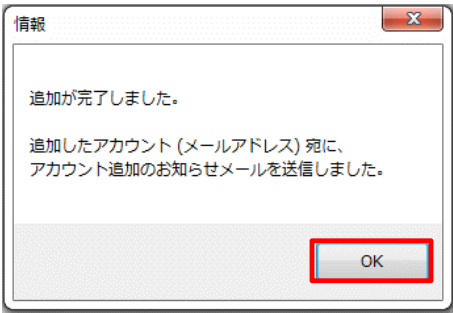 情報
追加が完了しました。
追加したアカウント (メールアドレス) 宛に、
アカウント追加のお知らせメールを送信しました。
OK